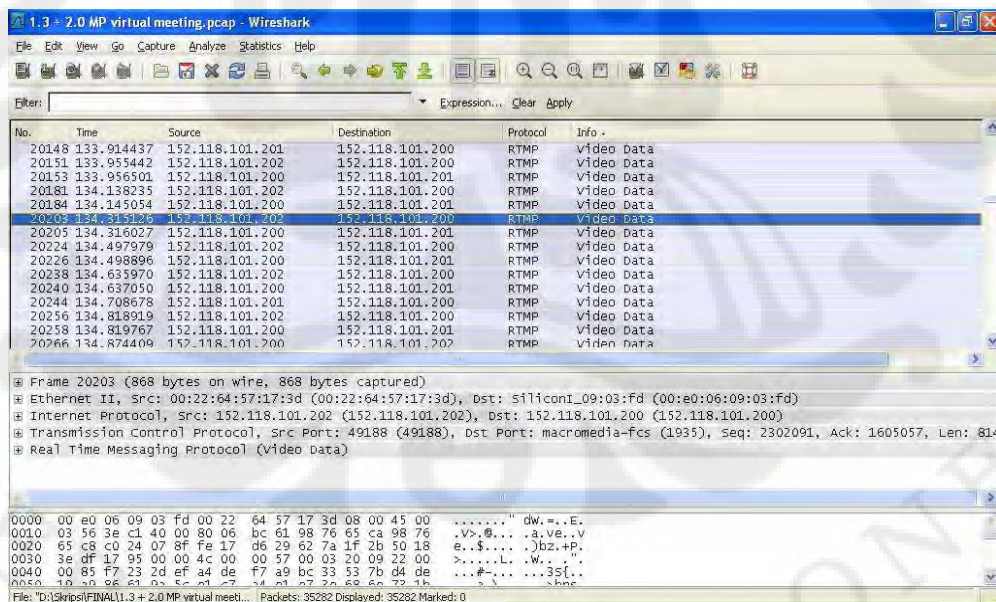 1.3 + 2.0 MP virtual meeting.pcap - Wireshark
File Edit View Go Capture Analyze Statistics Help
Filter: Expression... Clear Apply
No. Time Source Destination Protocol Info
20148 133.914437 152.118.101.201 152.118.101.200 RTMP Video Data
20151 133.955442 152.118.101.202 152.118.101.200 RTMP Video Data
20153 133.956501 152.118.101.200 152.118.101.201 RTMP Video Data
20181 134.138235 152.118.101.202 152.118.101.200 RTMP Video Data
20184 134.145054 152.118.101.200 152.118.101.201 RTMP Video Data
20203 134.315126 152.118.101.202 152.118.101.200 RTMP Video Data
20205 134.316027 152.118.101.200 152.118.101.201 RTMP Video Data
20224 134.497979 152.118.101.202 152.118.101.200 RTMP Video Data
20226 134.498896 152.118.101.200 152.118.101.201 RTMP Video Data
20238 134.635970 152.118.101.202 152.118.101.200 RTMP Video Data
20240 134.637050 152.118.101.200 152.118.101.201 RTMP Video Data
20244 134.708678 152.118.101.201 152.118.101.200 RTMP Video Data
20256 134.818919 152.118.101.202 152.118.101.200 RTMP Video Data
20258 134.819767 152.118.101.200 152.118.101.201 RTMP Video Data
20266 134.874409 152.118.101.200 152.118.101.202 RTMP Video Data
Frame 20203 (868 bytes on wire, 868 bytes captured)
Ethernet II, Src: 00:22:64:57:17:3d (00:22:64:57:17:3d), Dst: SiliconI_09:03:fd (00:e0:06:09:03:fd)
Internet Protocol, Src: 152.118.101.202 (152.118.101.202), Dst: 152.118.101.200 (152.118.101.200)
Transmission Control Protocol, Src Port: 49188 (49188), Dst Port: macromedia-fcs (1935), Seq: 2302091, Ack: 1605057, Len: 814
Real Time Messaging Protocol (Video Data)
0000 00 e0 06 09 03 fd 00 22 64 57 17 3d 08 00 45 00 ......." dW.=..E.
0010 03 56 3e c1 40 00 80 06 bc 61 98 76 65 ca 98 76 .V>.@... .a.ve..v
0020 65 c8 c0 24 07 8f fe 17 d6 29 62 7a 1f 2b 50 18 e..$.... .)bz.+P.
0030 3e df 17 95 00 00 4c 00 00 57 00 03 20 09 22 00 >.....L. .W.. .".
0040 00 85 f7 23 2d ef a4 de f7 a9 bc 33 53 7b d4 de ...#-... ...3S{..
0050
File: "D:\Skripsi\FINAL\1.3 + 2.0 MP virtual meeti... Packets: 35282 Displayed: 35282 Marked: 0